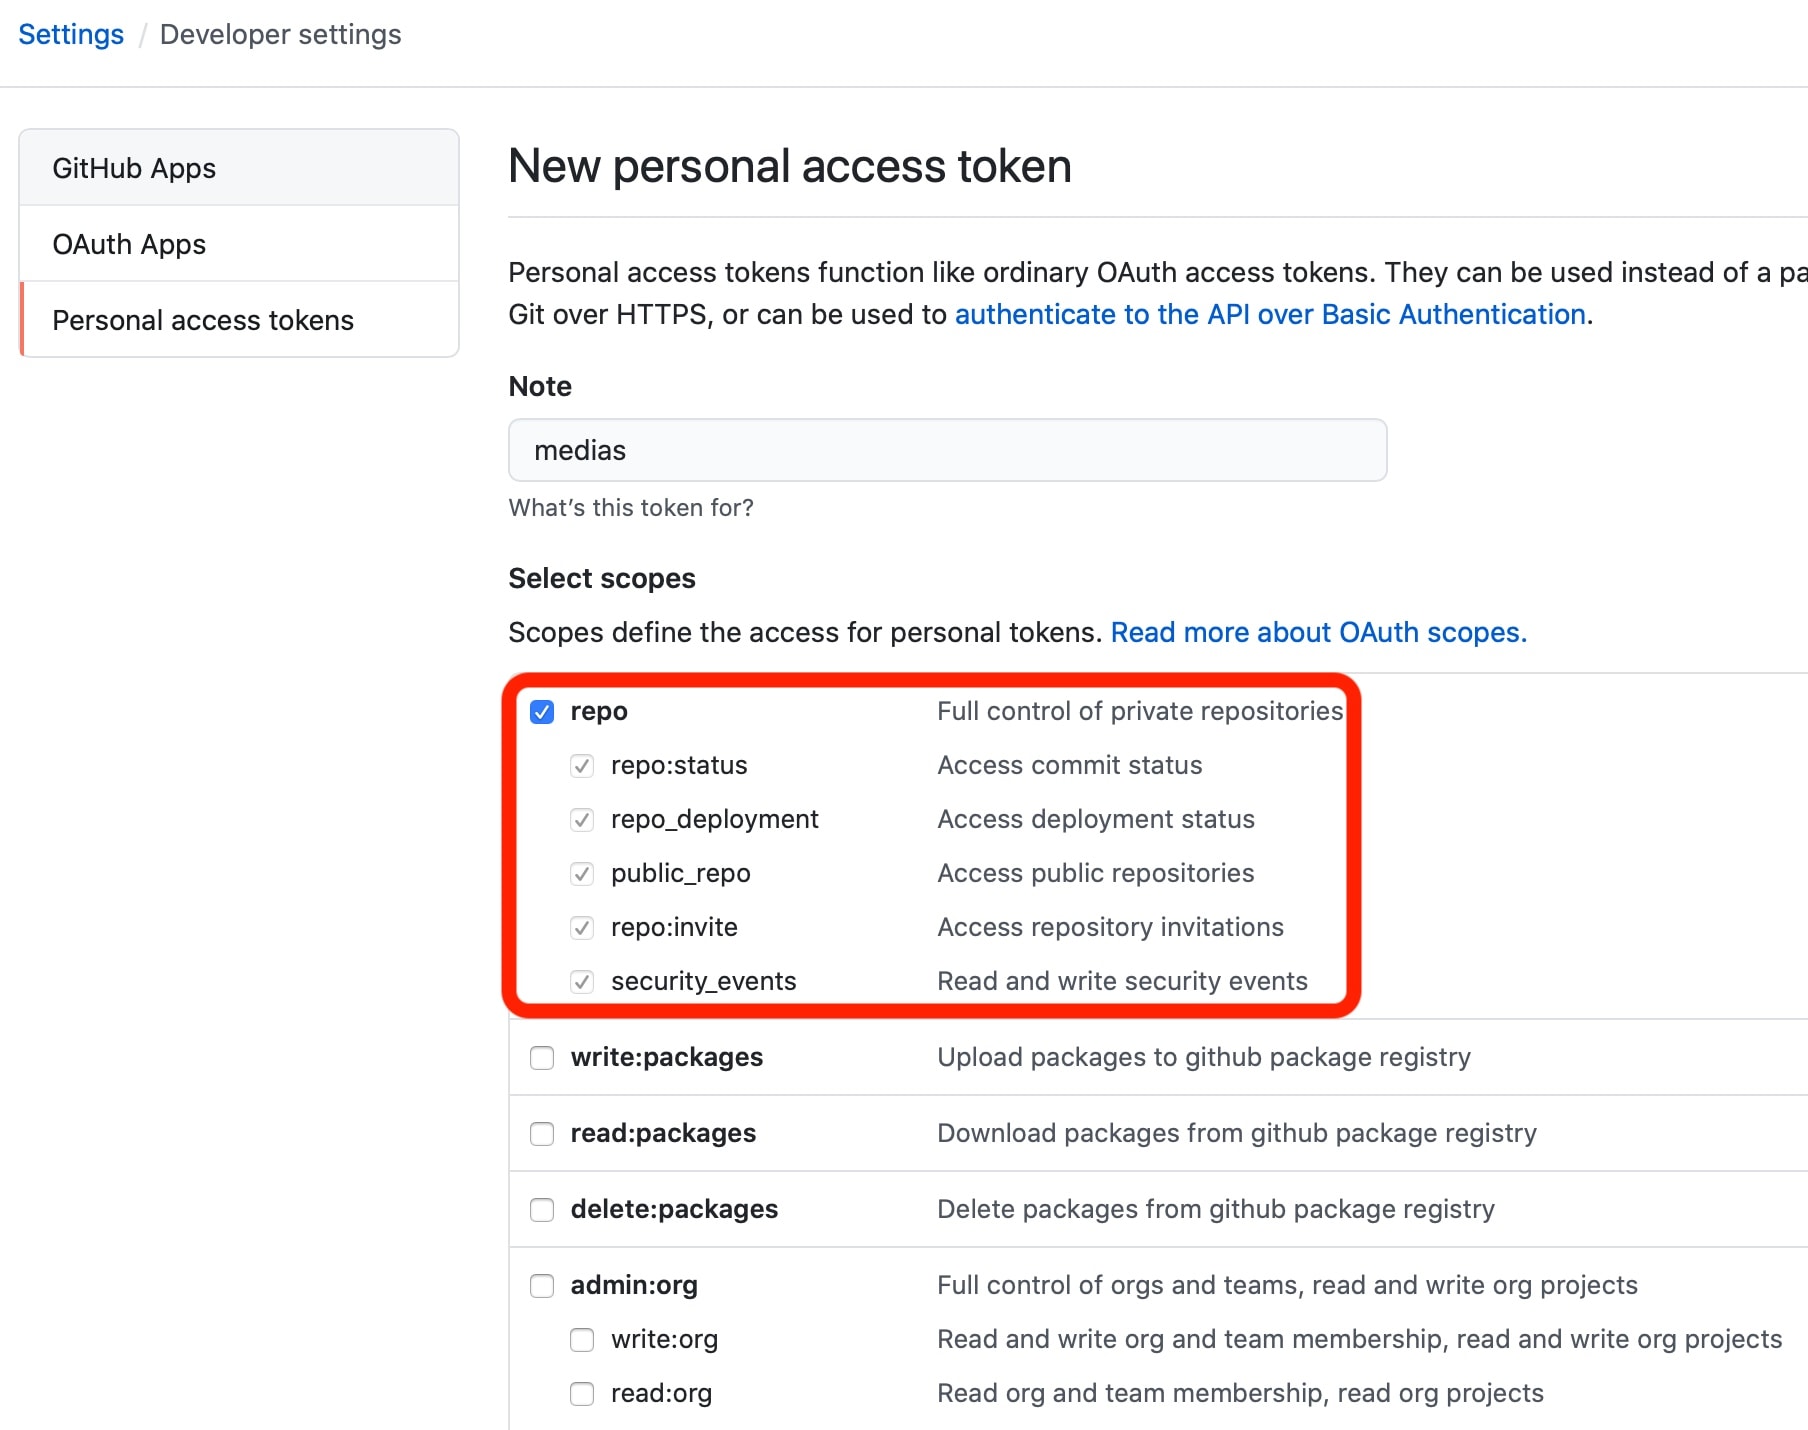 Settings / Developer settings
GitHub Apps
OAuth Apps
Personal access tokens
New personal access token
Personal access tokens function like ordinary OAuth access tokens. They can be used instead of a pa
Git over HTTPS, or can be used to authenticate to the API over Basic Authentication.
Note
medias
What's this token for?
Select scopes
Scopes define the access for personal tokens. Read more about OAuth scopes.
repo Full control of private repositories
repo:status Access commit status
repo_deployment Access deployment status
public_repo Access public repositories
repo:invite Access repository invitations
security_events Read and write security events
write:packages Upload packages to github package registry
read:packages Download packages from github package registry
delete:packages Delete packages from github package registry
admin:org Full control of orgs and teams, read and write org projects
write:org Read and write org and team membership, read and write org projects
read:org Read org and team membership, read org projects